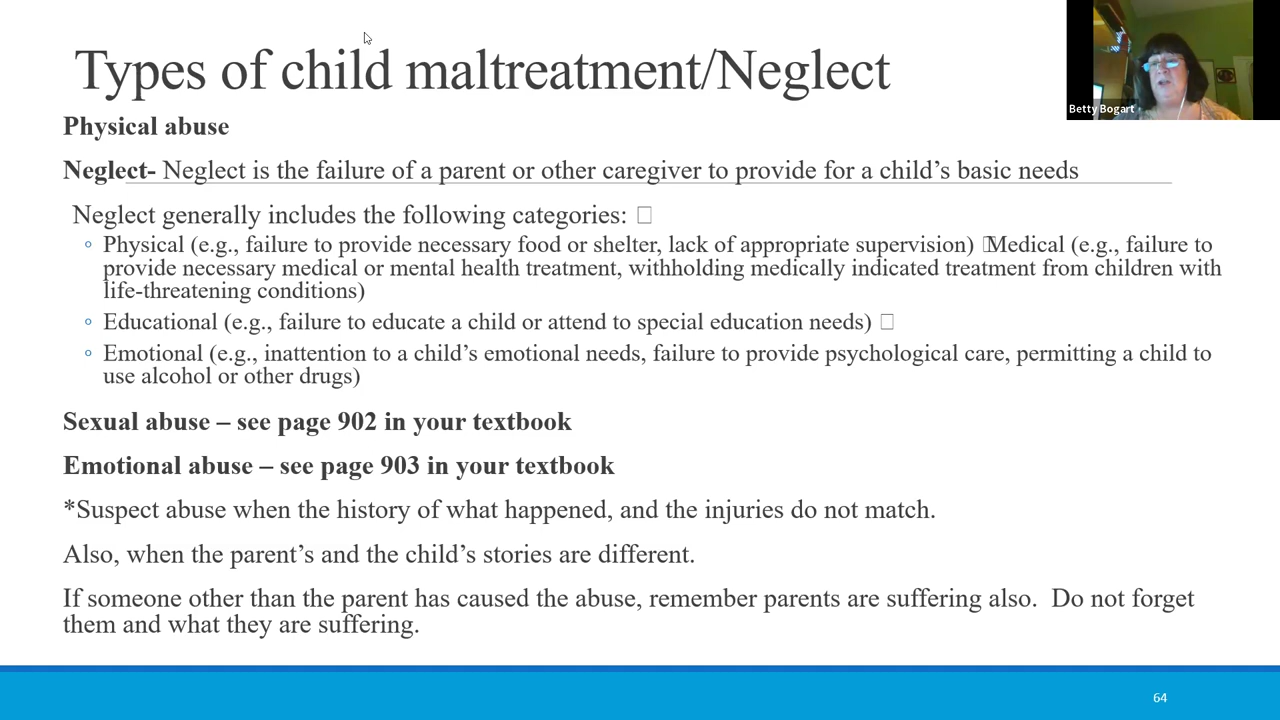 Types of child maltreatment/Neglect
Betty Bogart
Physical abuse
Neglect- Neglect is the failure of a parent or other caregiver to provide for a child’s basic needs
Neglect generally includes the following categories: 
◦ Physical (e.g., failure to provide necessary food or shelter, lack of appropriate supervision) Medical (e.g., failure to
provide necessary medical or mental health treatment, withholding medically indicated treatment from children with
life-threatening conditions)
◦ Educational (e.g., failure to educate a child or attend to special education needs) 
◦ Emotional (e.g., inattention to a child’s emotional needs, failure to provide psychological care, permitting a child to
use alcohol or other drugs)
Sexual abuse – see page 902 in your textbook
Emotional abuse – see page 903 in your textbook
*Suspect abuse when the history of what happened, and the injuries do not match.
Also, when the parent’s and the child’s stories are different.
If someone other than the parent has caused the abuse, remember parents are suffering also.  Do not forget
them and what they are suffering.
64